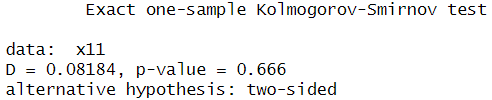 Exact one-sample Kolmogorov-Smirnov test
data:  x11
D = 0.08184, p-value = 0.666
alternative hypothesis: two-sided